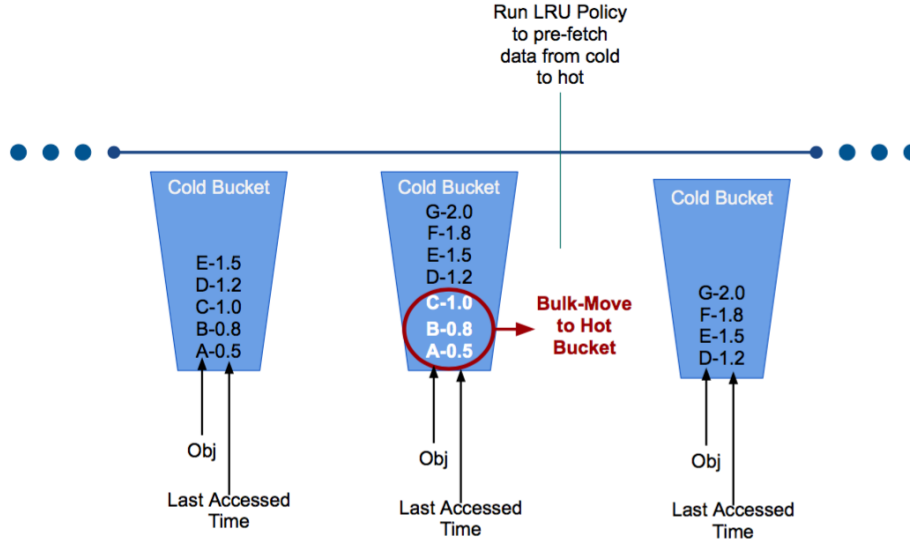 Run LRU Policy
to pre-fetch
data from cold
to hot
Cold Bucket
E-1.5
D-1.2
C-1.0
B-0.8
A-0.5
Obj
Last Accessed
Time
Cold Bucket
G-2.0
F-1.8
E-1.5
D-1.2
C-1.0
B-0.8
A-0.5
Bulk-Move
to Hot
Bucket
Obj
Last Accessed
Time
Cold Bucket
G-2.0
F-1.8
E-1.5
D-1.2
Obj
Last Accessed
Time